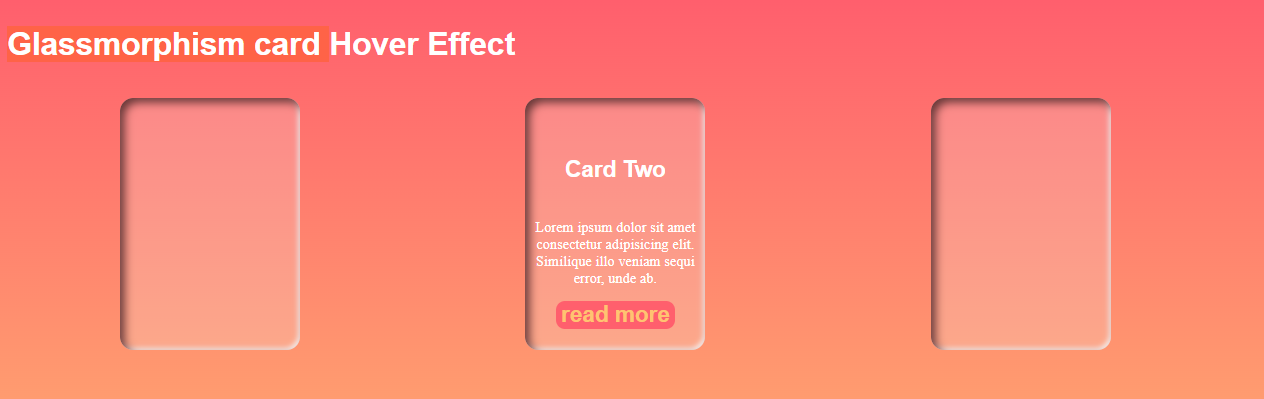 Glassmorphism card Hover Effect
Card Two
Lorem ipsum dolor sit amet
consectetur adipisicing elit.
Similique illo veniam sequi
error, unde ab.
read more